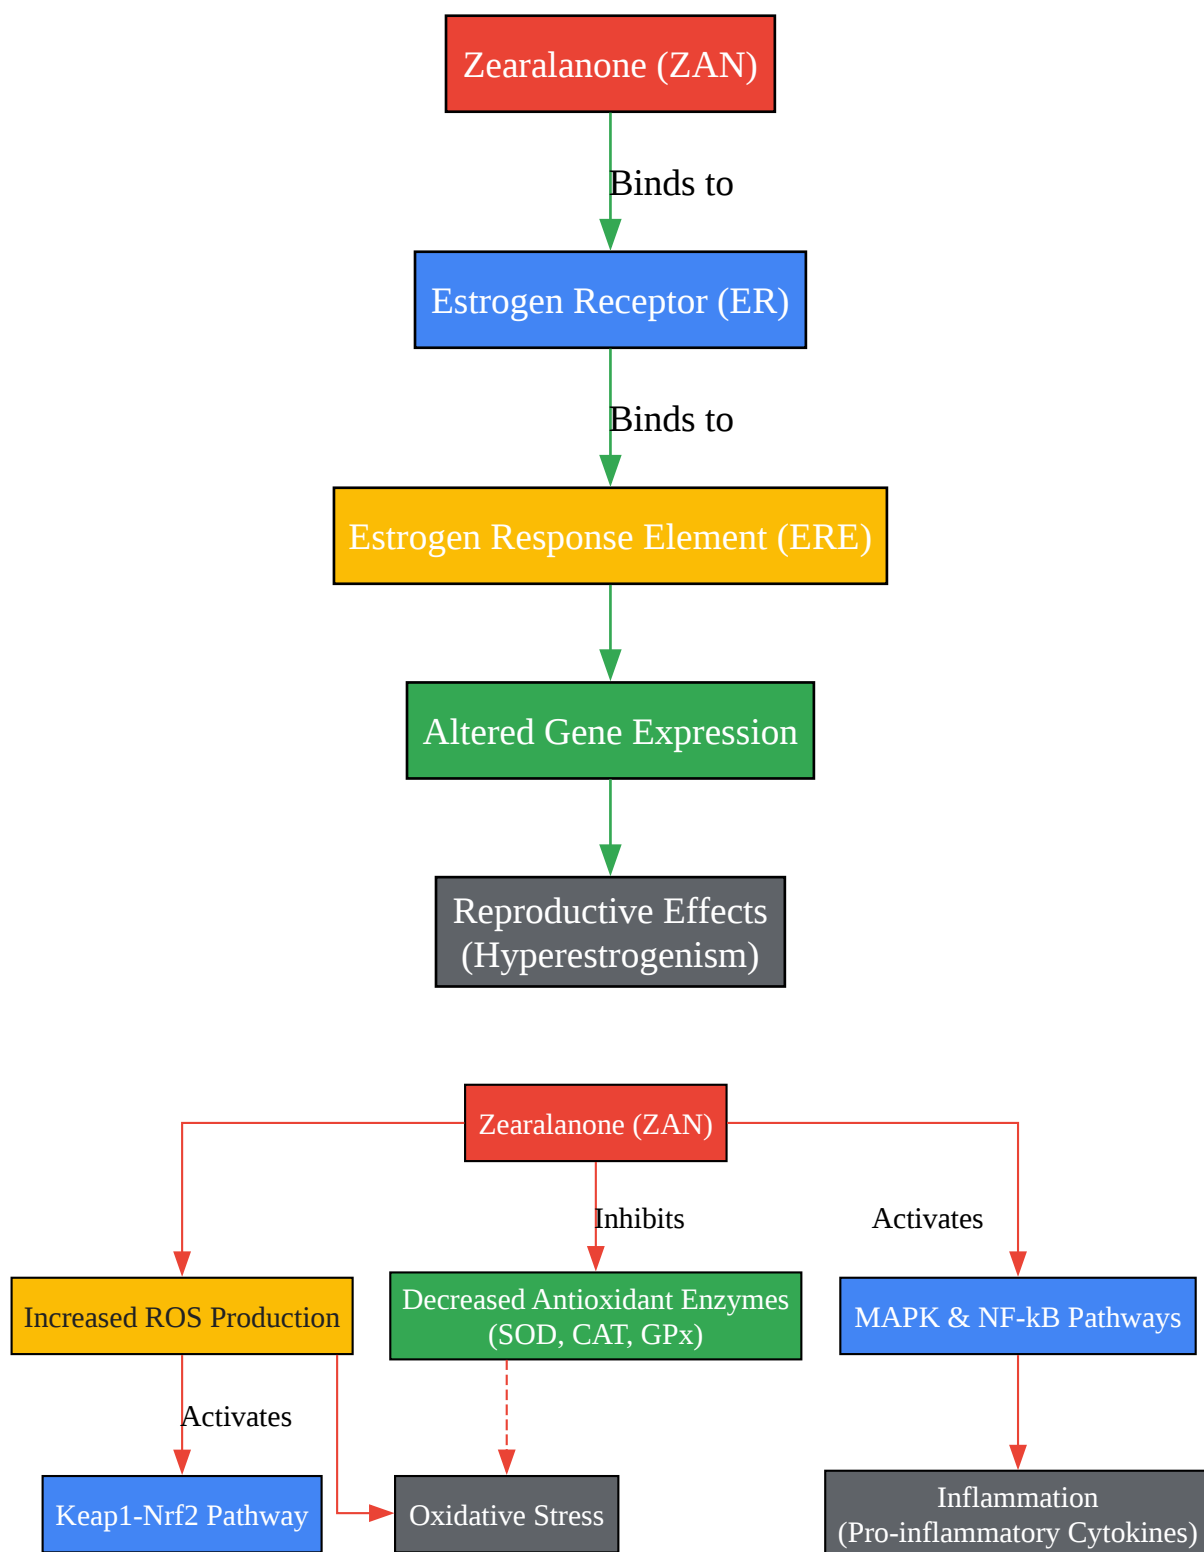 Zearalanone (ZAN)
Binds to
Estrogen Receptor (ER)
Binds to
Estrogen Response Element (ERE)
Altered Gene Expression
Reproductive Effects
(Hyperestrogenism)
Zearalanone (ZAN)
Inhibits
Activates
Increased ROS Production
Decreased Antioxidant Enzymes
(SOD, CAT, GPx)
MAPK & NF-kB Pathways
Activates
Keap1-Nrf2 Pathway
Oxidative Stress
Inflammation
(Pro-inflammatory Cytokines)